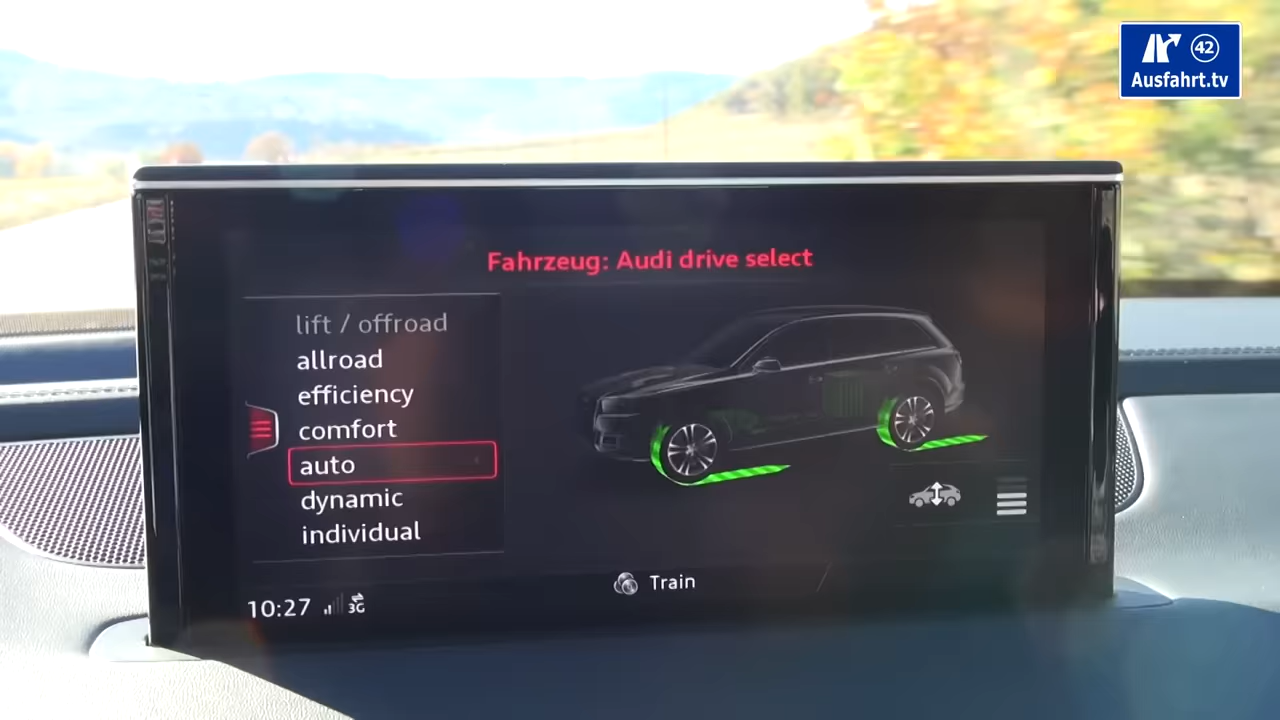 42
Ausfahrt.tv
Fahrzeug: Audi drive select
lift / offroad
allroad
efficiency
comfort
auto
dynamic
individual
Train
10:27
3G